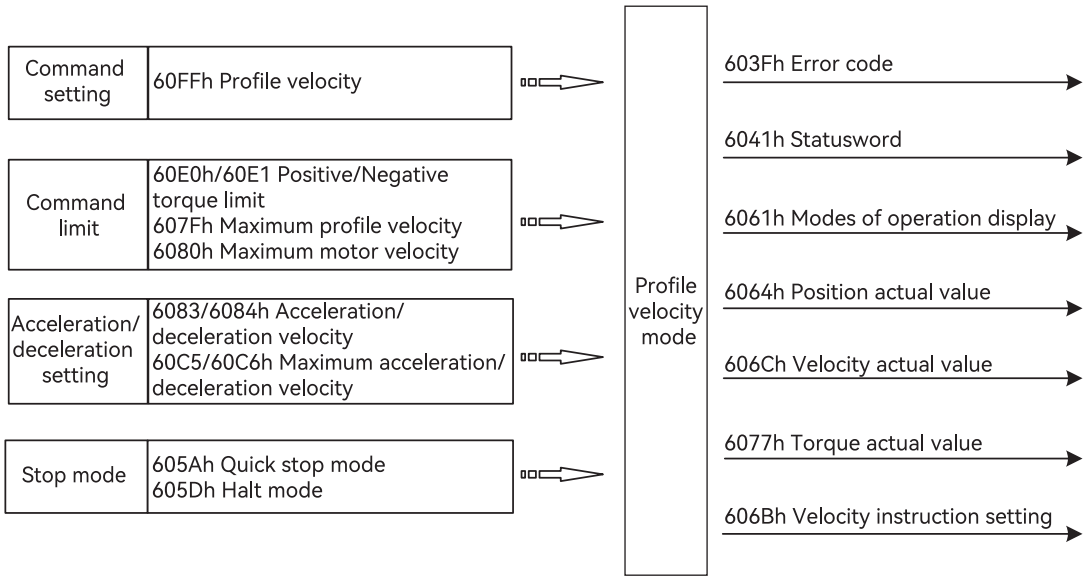 Command
setting
60FFh Profile velocity
Command
limit
60E0h/60E1 Positive/Negative
torque limit
607Fh Maximum profile velocity
6080h Maximum motor velocity
Acceleration/
deceleration
setting
6083/6084h Acceleration/
deceleration velocity
60C5/60C6h Maximum acceleration/
deceleration velocity
Stop mode
605Ah Quick stop mode
605Dh Halt mode
Profile
velocity
mode
603Fh Error code
6041h Statusword
6061h Modes of operation display
6064h Position actual value
606Ch Velocity actual value
6077h Torque actual value
606Bh Velocity instruction setting